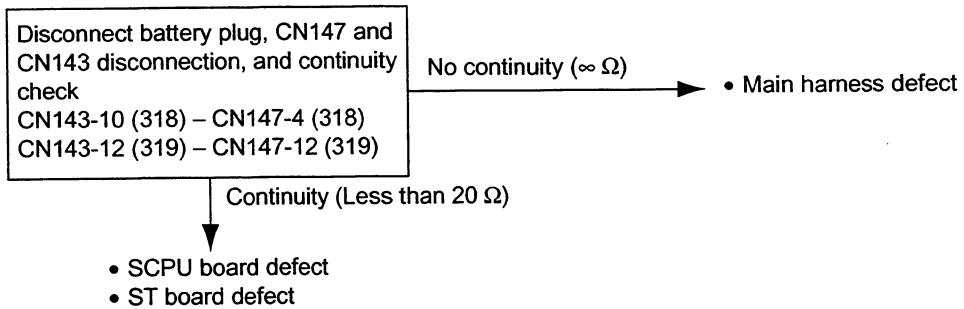 Disconnect battery plug, CN147 and
CN143 disconnection, and continuity
check
CN143-10 (318) – CN147-4 (318)
CN143-12 (319) – CN147-12 (319)
No continuity (∞ Ω)
• Main harness defect
Continuity (Less than 20 Ω)
• SCPU board defect
• ST board defect